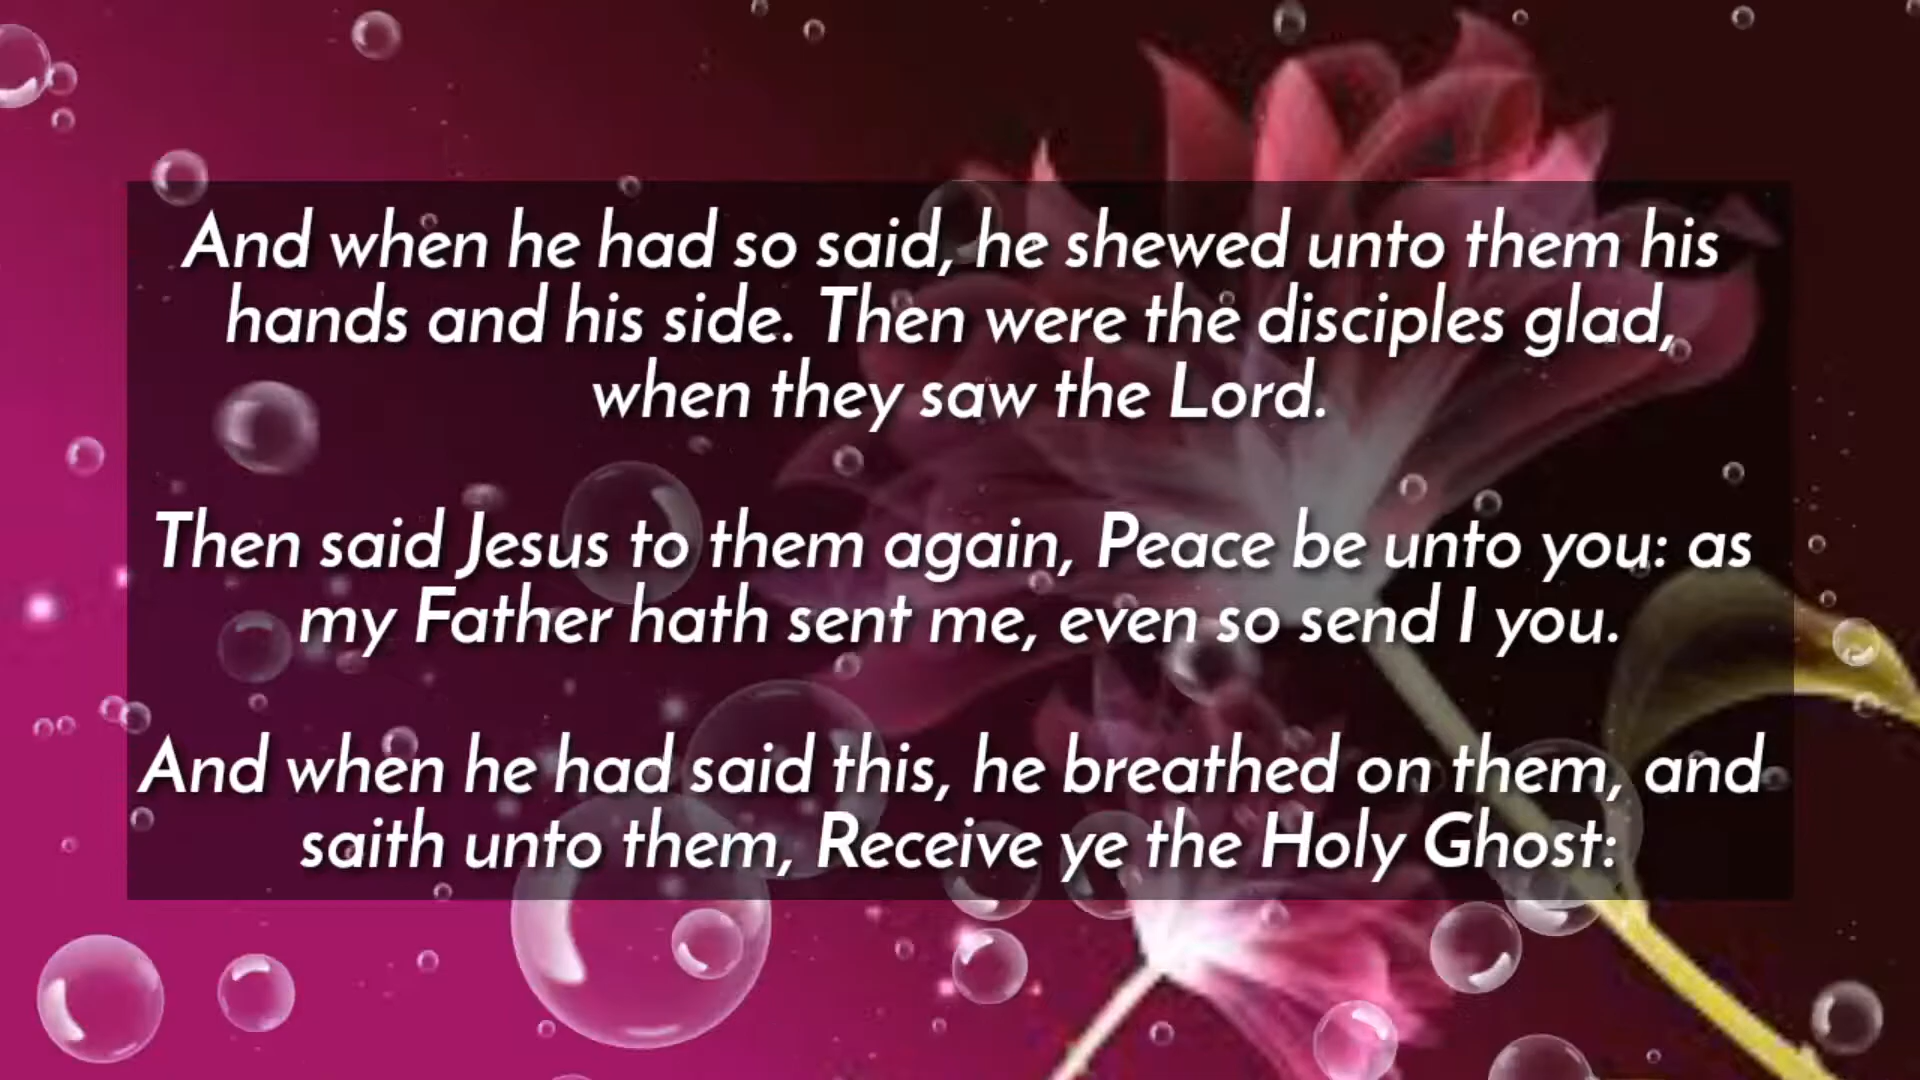 And when he had so said, he shewed unto them his
hands and his side. Then were the disciples glad,
when they saw the Lord.
Then said Jesus to them again, Peace be unto you: as
my Father hath sent me, even so send I you.
And when he had said this, he breathed on them, and
saith unto them, Receive ye the Holy Ghost: